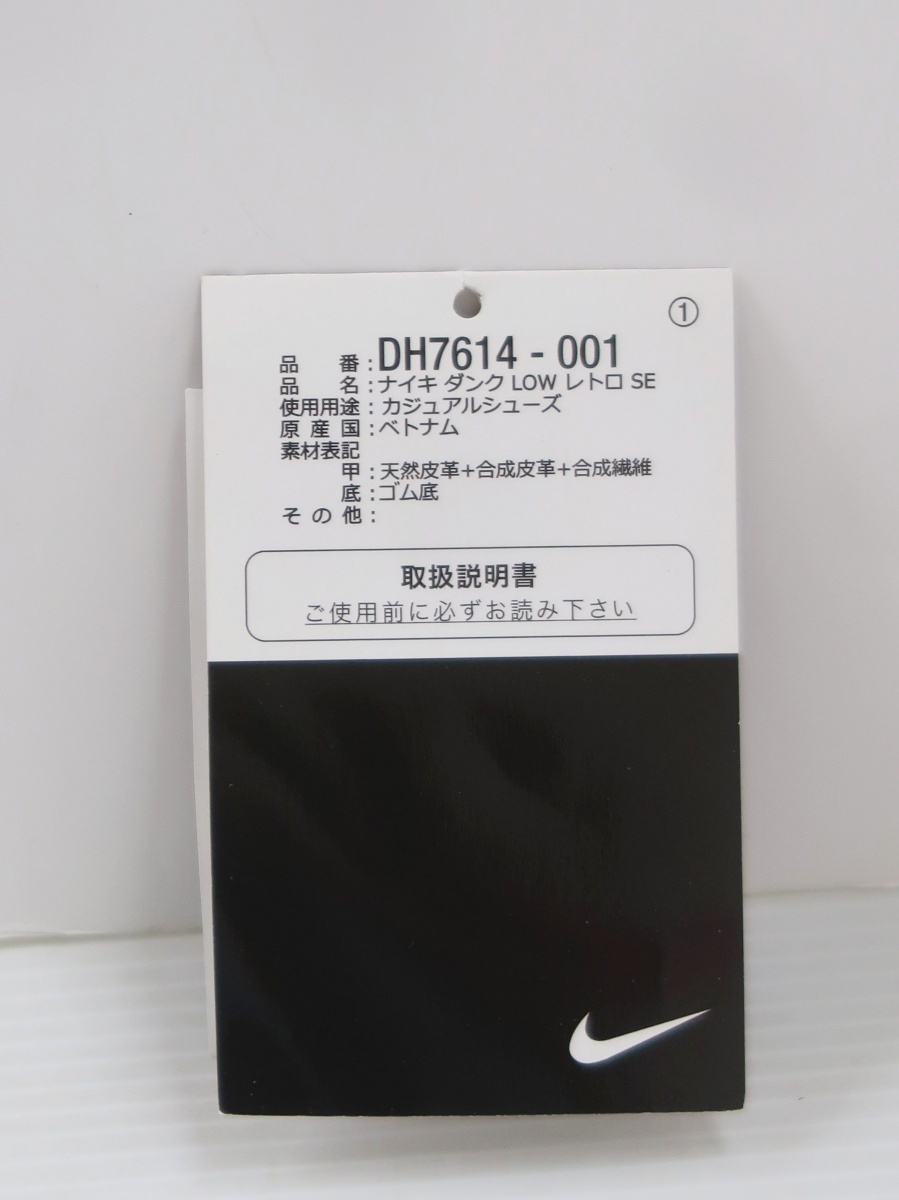 ①
品 番:DH7614 - 001
品 名:ナイキ ダンク LOW レトロ SE
使用用途:カジュアルシューズ
原産国:ベトナム
素材表記
甲:天然皮革+合成皮革+合成繊維
底:ゴム底
その他:
取扱説明書
ご使用前に必ずお読み下さい